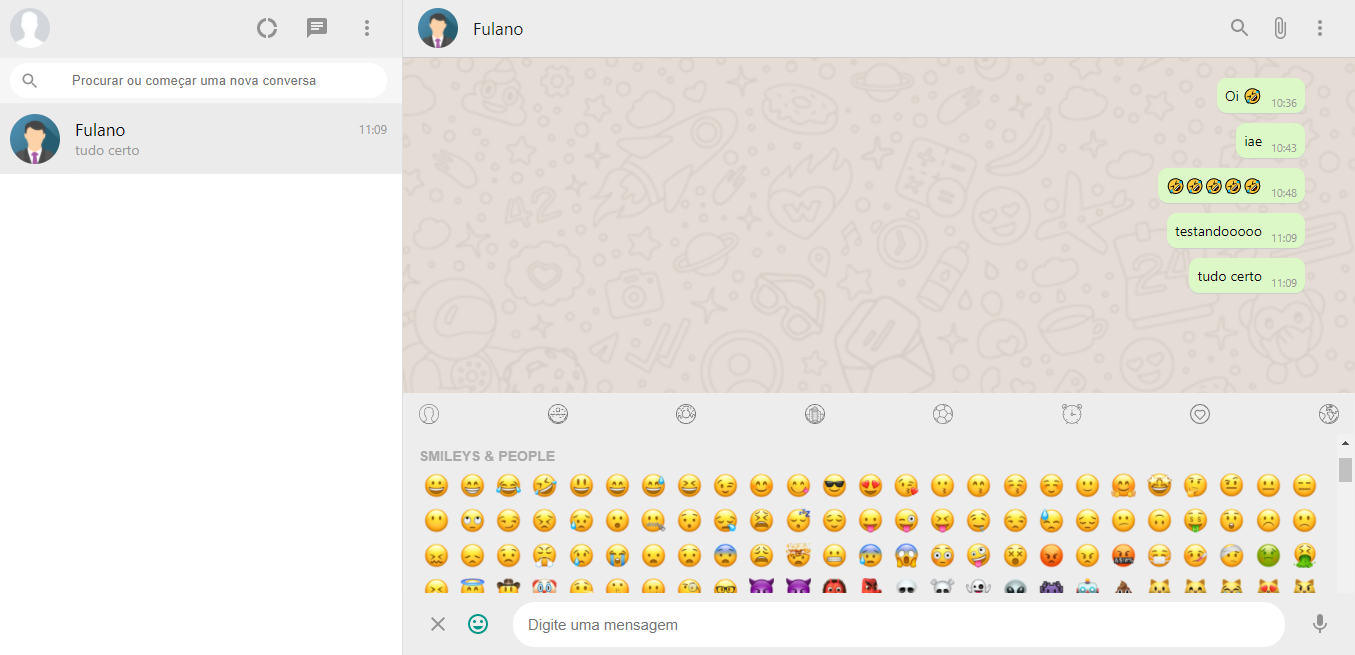 Fulano
Procurar ou começar uma nova conversa
Fulano 11:09
tudo certo
Oi 🤣 10:36
iae 10:43
🤣🤣🤣🤣🤣 10:48
testandooooo 11:09
tudo certo 11:09
SMILEYS & PEOPLE
Digite uma mensagem